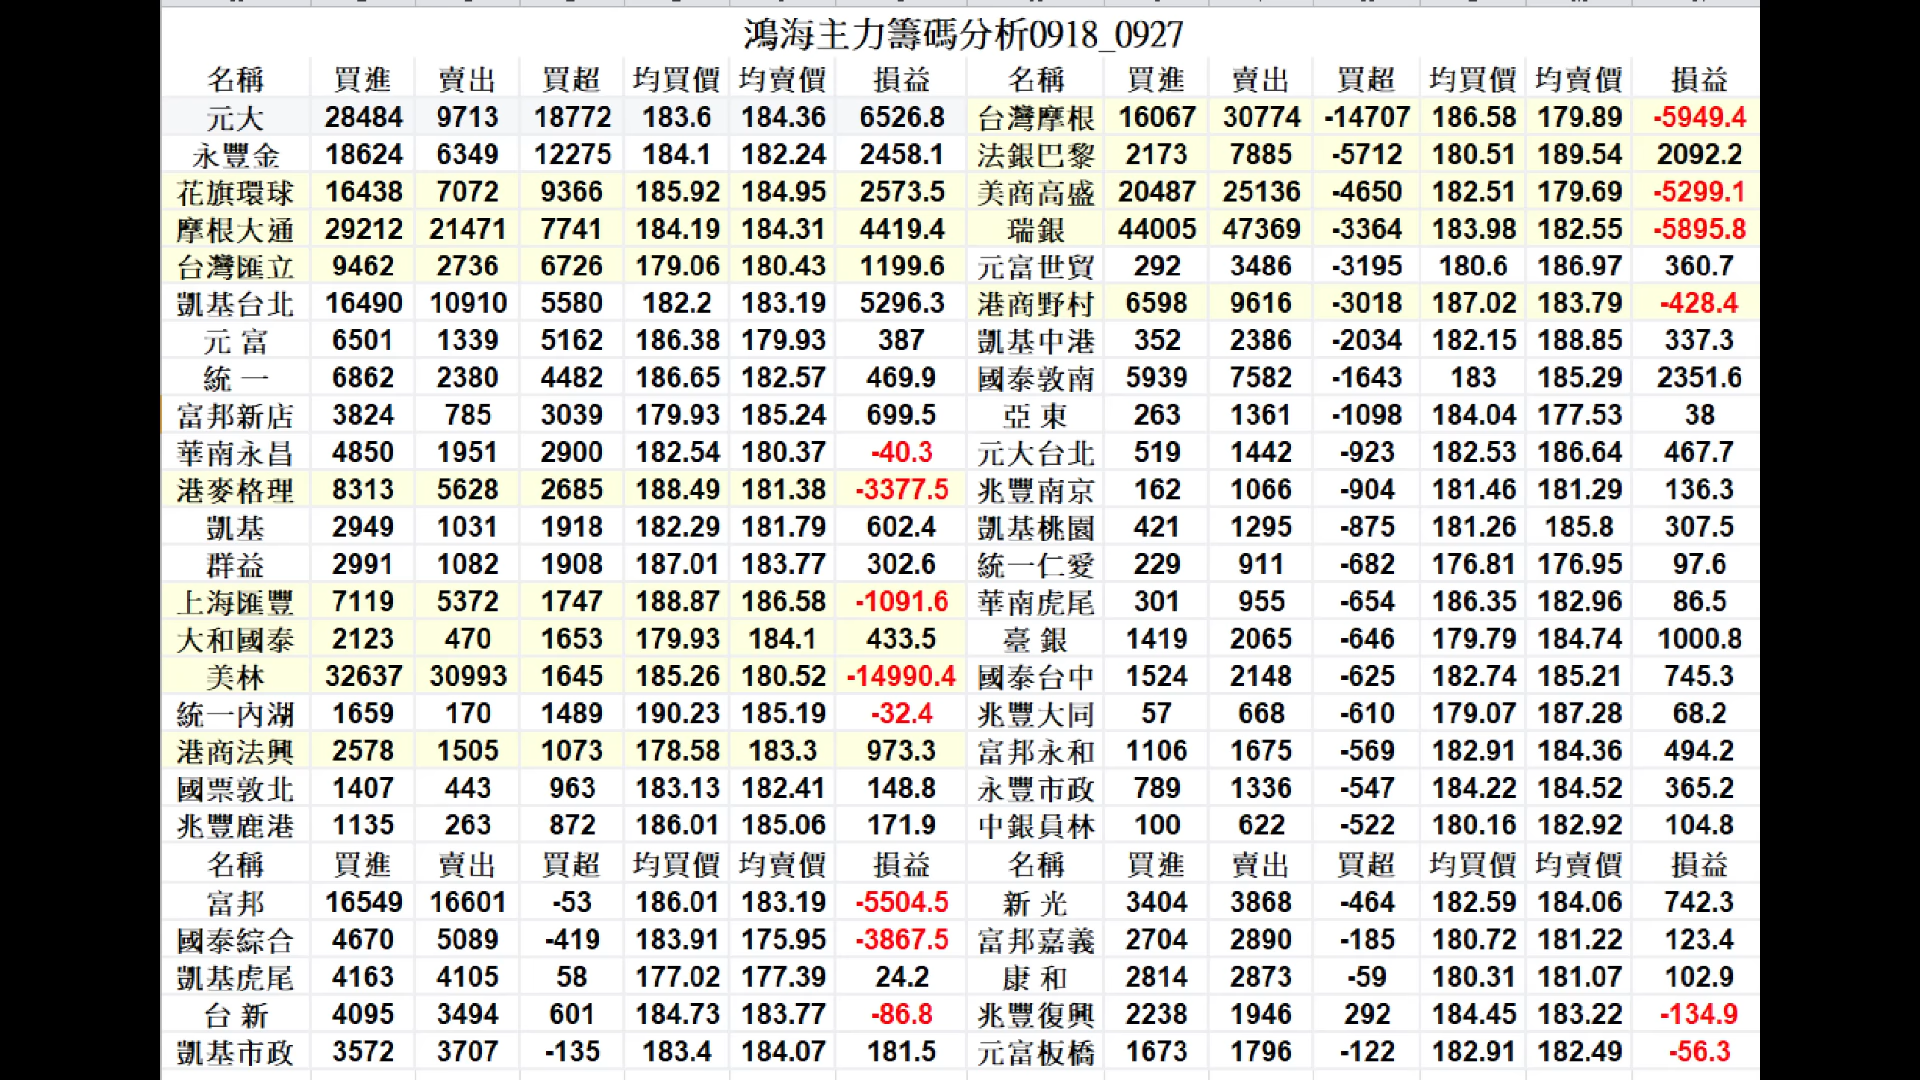 鴻海主力籌碼分析0918_0927
名稱 買進 賣出 買超 均買價 均賣價 損益 名稱 買進 賣出 買超 均買價 均賣價 損益
元大 28484 9713 18772 183.6 184.36 6526.8 台灣摩根 16067 30774 -14707 186.58 179.89 -5949.4
永豐金 18624 6349 12275 184.1 182.24 2458.1 法銀巴黎 2173 7885 -5712 180.51 189.54 2092.2
花旗環球 16438 7072 9366 185.92 184.95 2573.5 美商高盛 20487 25136 -4650 182.51 179.69 -5299.1
摩根大通 29212 21471 7741 184.19 184.31 4419.4 瑞銀 44005 47369 -3364 183.98 182.55 -5895.8
台灣匯立 9462 2736 6726 179.06 180.43 1199.6 元富世貿 292 3486 -3195 180.6 186.97 360.7
凱基台北 16490 10910 5580 182.2 183.19 5296.3 港商野村 6598 9616 -3018 187.02 183.79 -428.4
元 富 6501 1339 5162 186.38 179.93 387 凱基中港 352 2386 -2034 182.15 188.85 337.3
統 一 6862 2380 4482 186.65 182.57 469.9 國泰敦南 5939 7582 -1643 183 185.29 2351.6
富邦新店 3824 785 3039 179.93 185.24 699.5 亞 東 263 1361 -1098 184.04 177.53 38
華南永昌 4850 1951 2900 182.54 180.37 -40.3 元大台北 519 1442 -923 182.53 186.64 467.7
港麥格理 8313 5628 2685 188.49 181.38 -3377.5 兆豐南京 162 1066 -904 181.46 181.29 136.3
凱基 2949 1031 1918 182.29 181.79 602.4 凱基桃園 421 1295 -875 181.26 185.8 307.5
群益 2991 1082 1908 187.01 183.77 302.6 統一仁愛 229 911 -682 176.81 176.95 97.6
上海匯豐 7119 5372 1747 188.87 186.58 -1091.6 華南虎尾 301 955 -654 186.35 182.96 86.5
大和國泰 2123 470 1653 179.93 184.1 433.5 臺 銀 1419 2065 -646 179.79 184.74 1000.8
美林 32637 30993 1645 185.26 180.52 -14990.4 國泰台中 1524 2148 -625 182.74 185.21 745.3
統一內湖 1659 170 1489 190.23 185.19 -32.4 兆豐大同 57 668 -610 179.07 187.28 68.2
港商法興 2578 1505 1073 178.58 183.3 973.3 富邦永和 1106 1675 -569 182.91 184.36 494.2
國票敦北 1407 443 963 183.13 182.41 148.8 永豐市政 789 1336 -547 184.22 184.52 365.2
兆豐鹿港 1135 263 872 186.01 185.06 171.9 中銀員林 100 622 -522 180.16 182.92 104.8
名稱 買進 賣出 買超 均買價 均賣價 損益 名稱 買進 賣出 買超 均買價 均賣價 損益
富邦 16549 16601 -53 186.01 183.19 -5504.5 新 光 3404 3868 -464 182.59 184.06 742.3
國泰綜合 4670 5089 -419 183.91 175.95 -3867.5 富邦嘉義 2704 2890 -185 180.72 181.22 123.4
凱基虎尾 4163 4105 58 177.02 177.39 24.2 康 和 2814 2873 -59 180.31 181.07 102.9
台 新 4095 3494 601 184.73 183.77 -86.8 兆豐復興 2238 1946 292 184.45 183.22 -134.9
凱基市政 3572 3707 -135 183.4 184.07 181.5 元富板橋 1673 1796 -122 182.91 182.49 -56.3